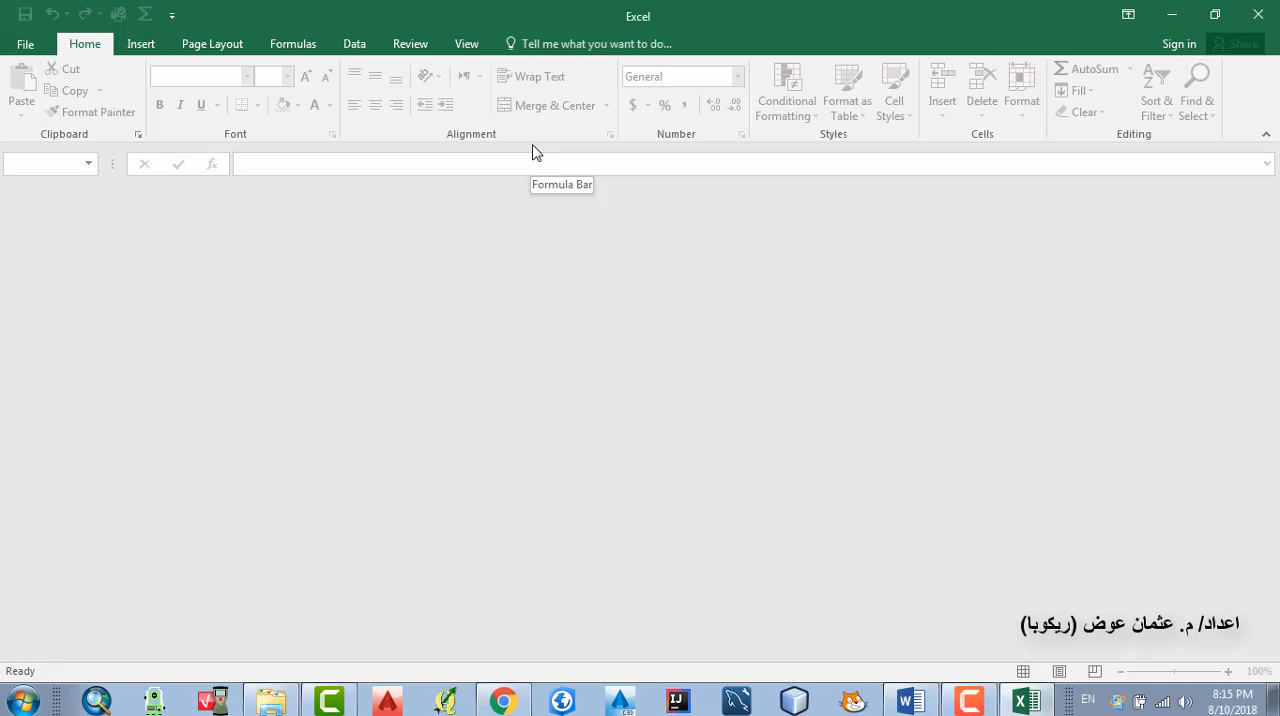 Excel
File Home Insert Page Layout Formulas Data Review View Tell me what you want to do... Sign in Share
Paste Cut Copy Format Painter Clipboard
B I U A Font
Wrap Text Merge & Center Alignment
General $ % , Number
Conditional Formatting Format as Table Cell Styles Styles
Insert Delete Format Cells
AutoSum Fill Clear Sort & Filter Find & Select Editing
fx
Formula Bar
اعداد/ م. عثمان عوض (ريكوبا)
Ready 100%
EN 8:15 PM
8/10/2018